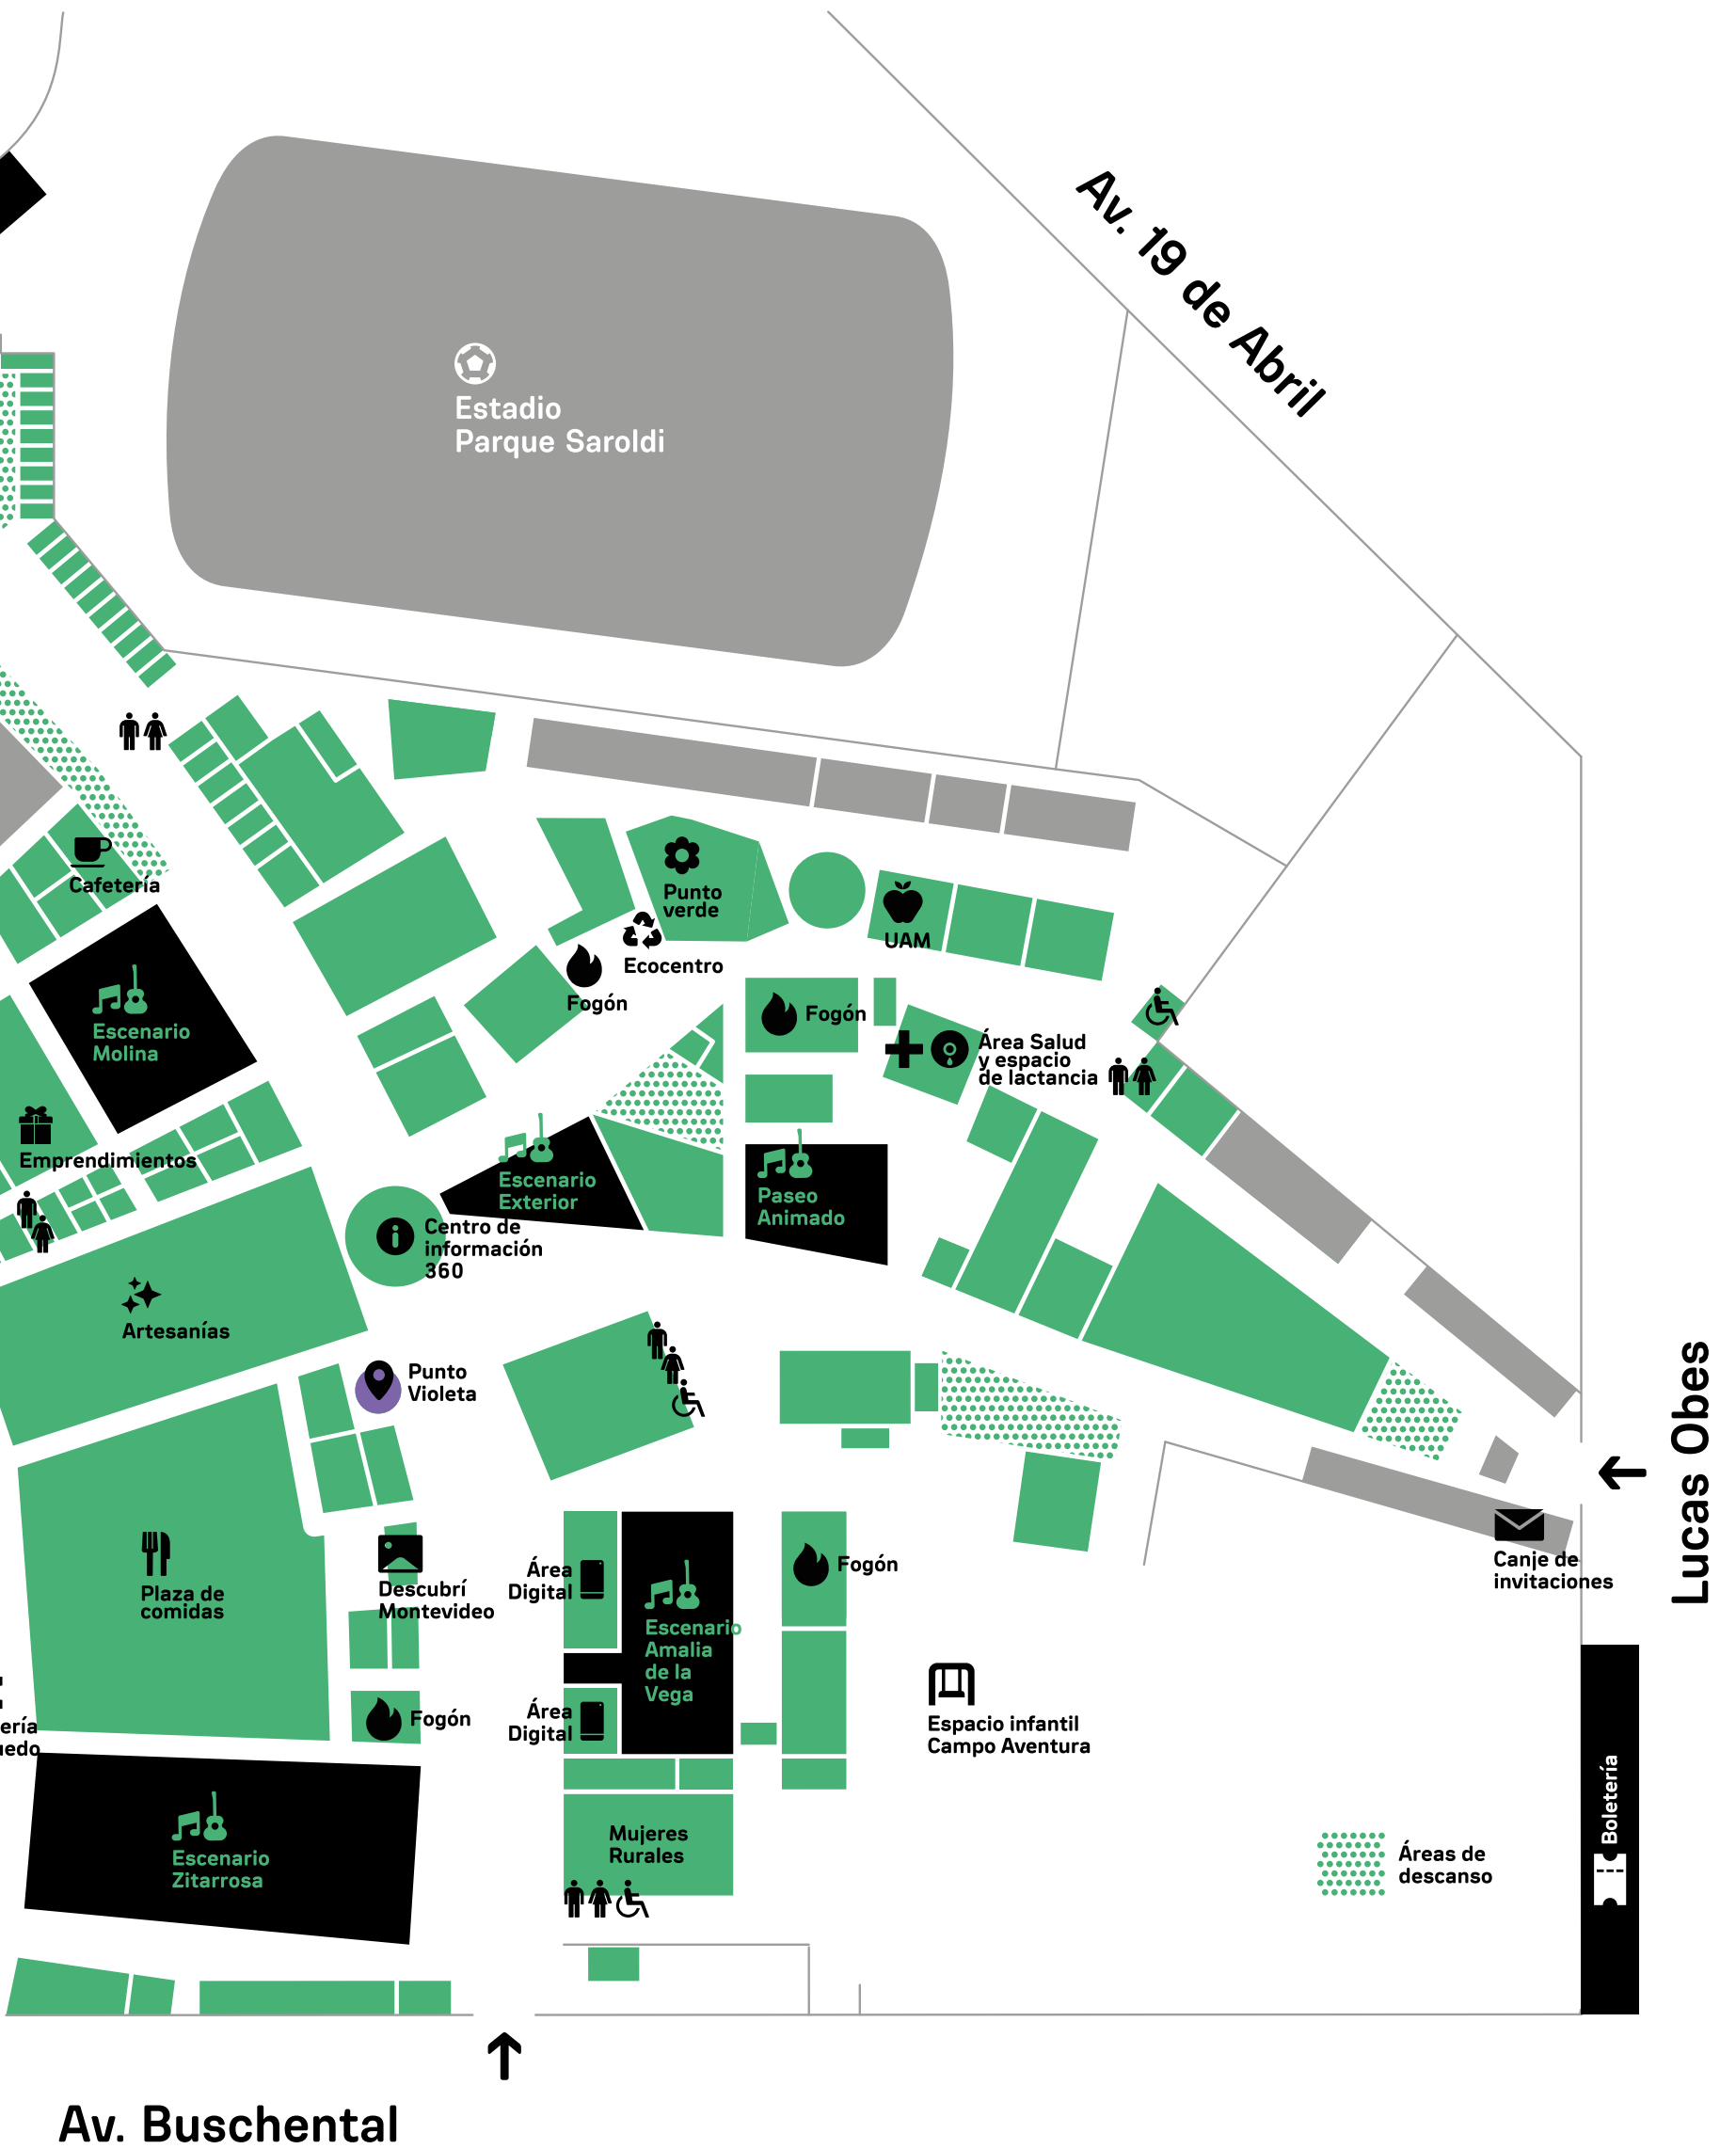 Av. 19 de Abril
Estadio
Parque Saroldi
Cafetería
Punto
verde
UAM
Ecocentro
Fogón
Fogón
Escenario
Molina
Área Salud
y espacio
de lactancia
Emprendimientos
Escenario
Exterior
Paseo
Animado
Centro de
información
360
Artesanías
Punto
Violeta
Lucas Obes
Canje de
invitaciones
Plaza de
comidas
Descubrí
Montevideo
Área
Digital
Fogón
Escenario
Amalia
de la
Vega
Área
Digital
Fogón
Espacio infantil
Campo Aventura
Boletería
Mujeres
Rurales
Escenario
Zitarrosa
Áreas de
descanso
Av. Buschental